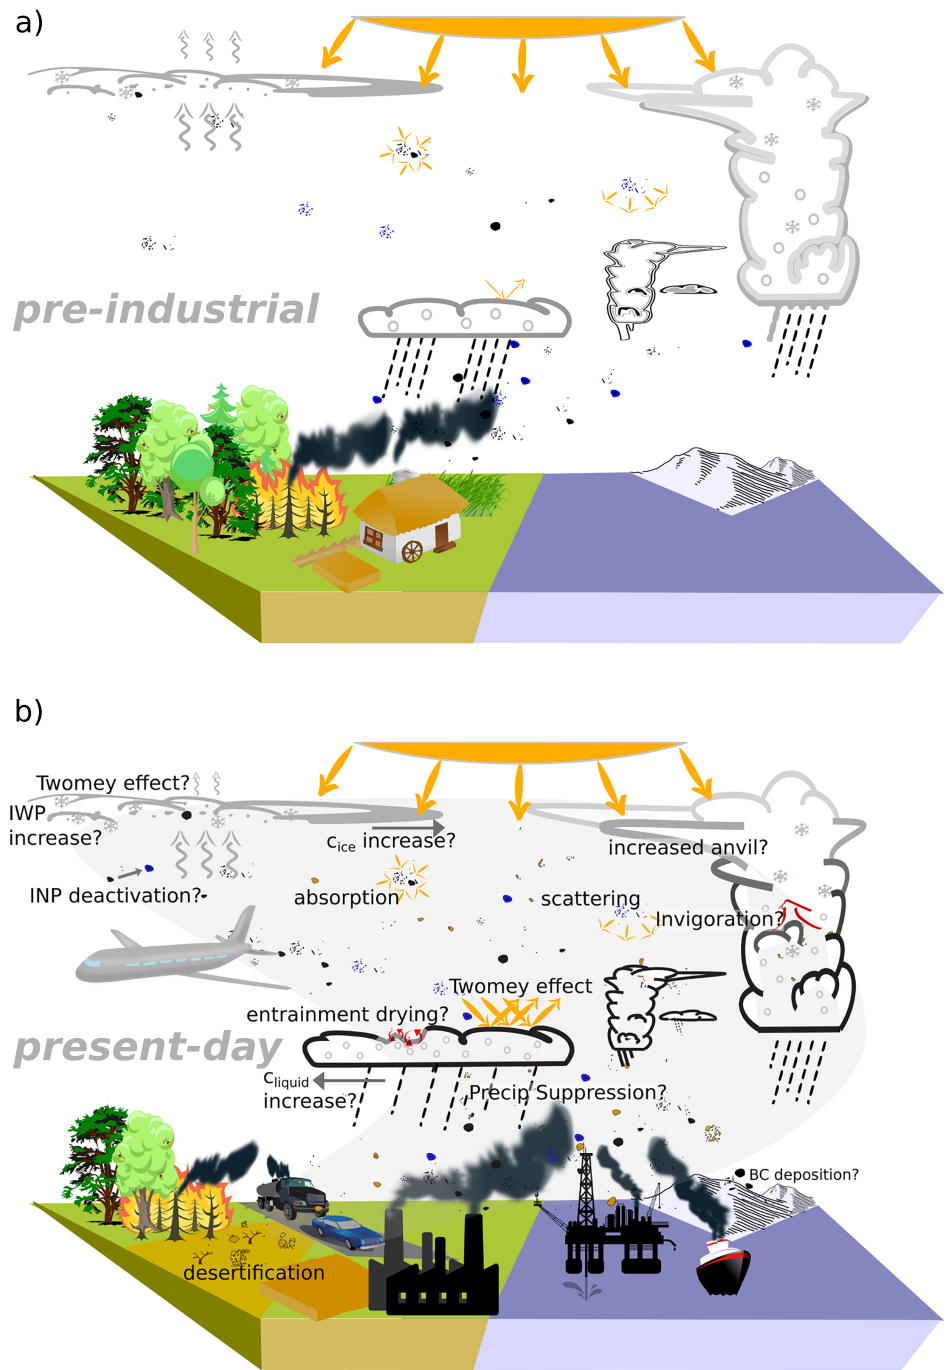 a)
pre-industrial
b)
Twomey effect?
IWP
increase?
c_ice increase?
increased anvil?
INP deactivation?
absorption
scattering
Invigoration?
Twomey effect
entrainment drying?
present-day
c_liquid
increase?
Precip Suppression?
BC deposition?
desertification